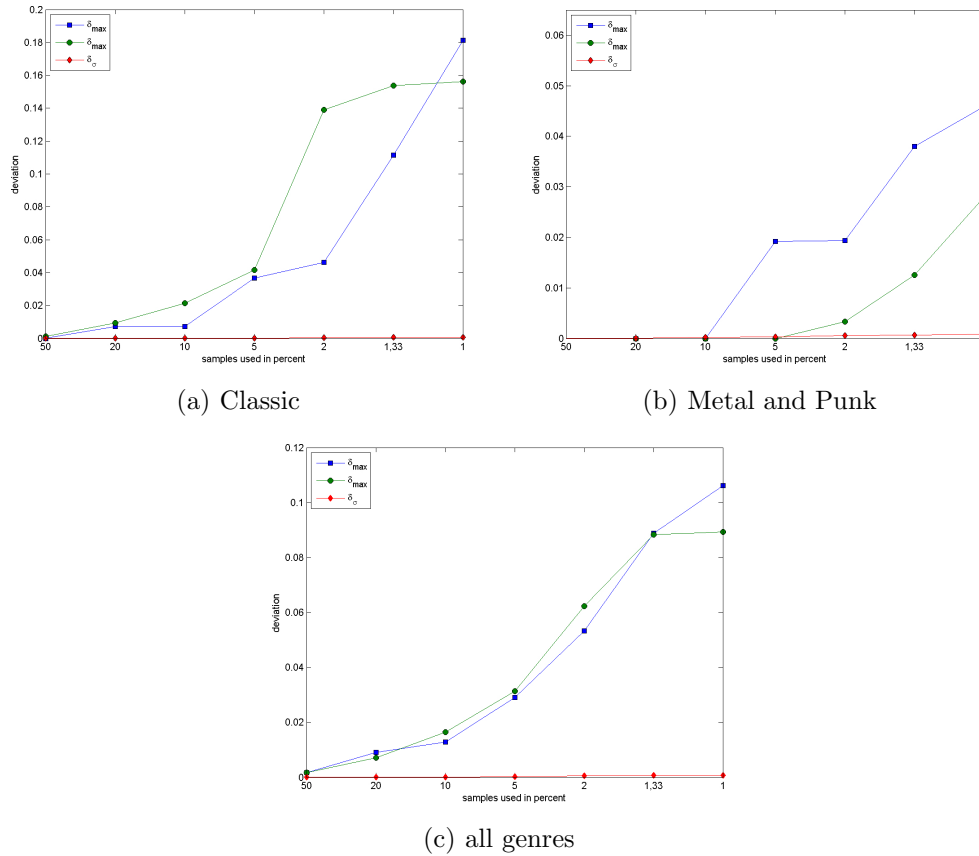 0.2
0.18
0.16
0.14
0.12
0.1
0.08
0.06
0.04
0.02
0
deviation
δmax
δmax
δσ
50 20 10 5 2 1,33 1
samples used in percent
(a) Classic
0.06
0.05
0.04
0.03
0.02
0.01
0
deviation
δmax
δmax
δσ
50 20 10 5 2 1,33
samples used in percent
(b) Metal and Punk
0.12
0.1
0.08
0.06
0.04
0.02
0
deviation
δmax
δmax
δσ
50 20 10 5 2 1,33 1
samples used in percent
(c) all genres